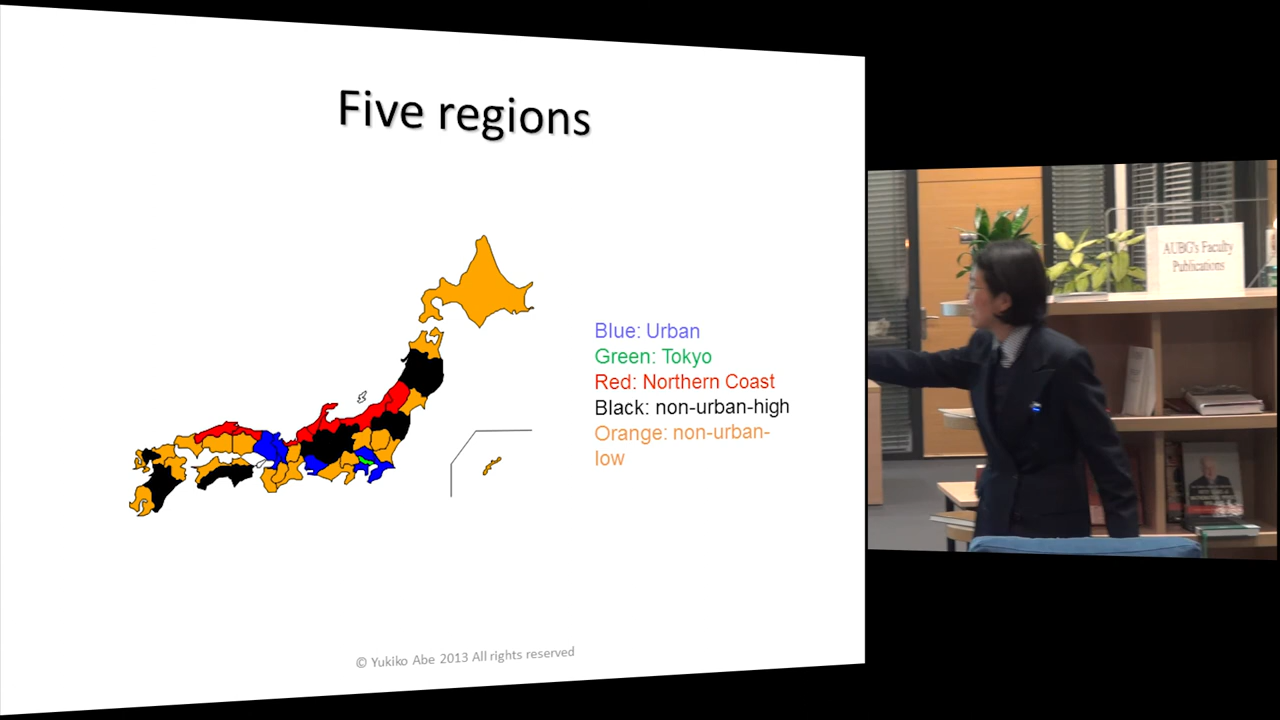 Five regions
Blue: Urban
Green: Tokyo
Red: Northern Coast
Black: non-urban-high
Orange: non-urban-
low
© Yukiko Abe 2013 All rights reserved
AUBG's Faculty
Publications